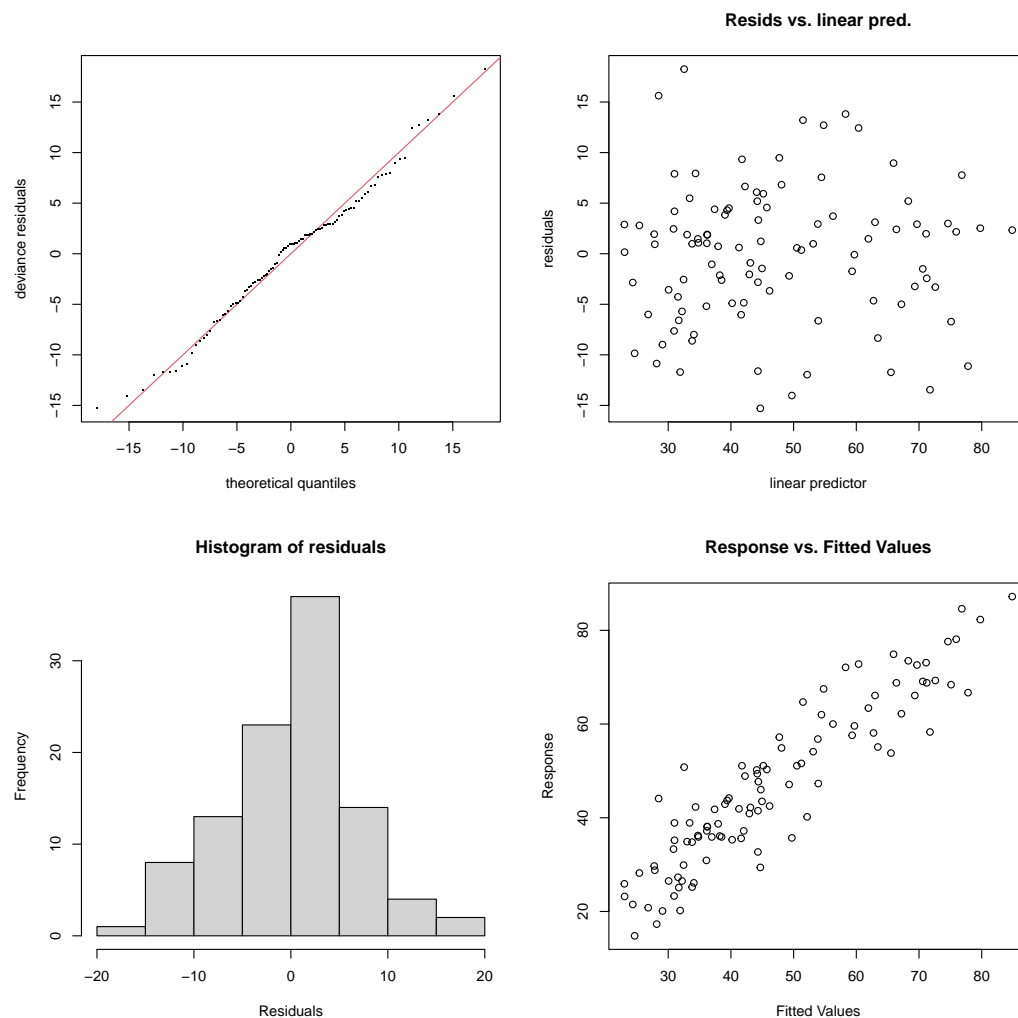 Resids vs. linear pred.
deviance residuals
−15 −10 −5 0 5 10 15
−15 −10 −5 0 5 10 15
theoretical quantiles
residuals
−15 −10 −5 0 5 10 15
30 40 50 60 70 80
linear predictor
Histogram of residuals
Frequency
0 10 20 30
−20 −10 0 10 20
Residuals
Response vs. Fitted Values
Response
20 40 60 80
30 40 50 60 70 80
Fitted Values